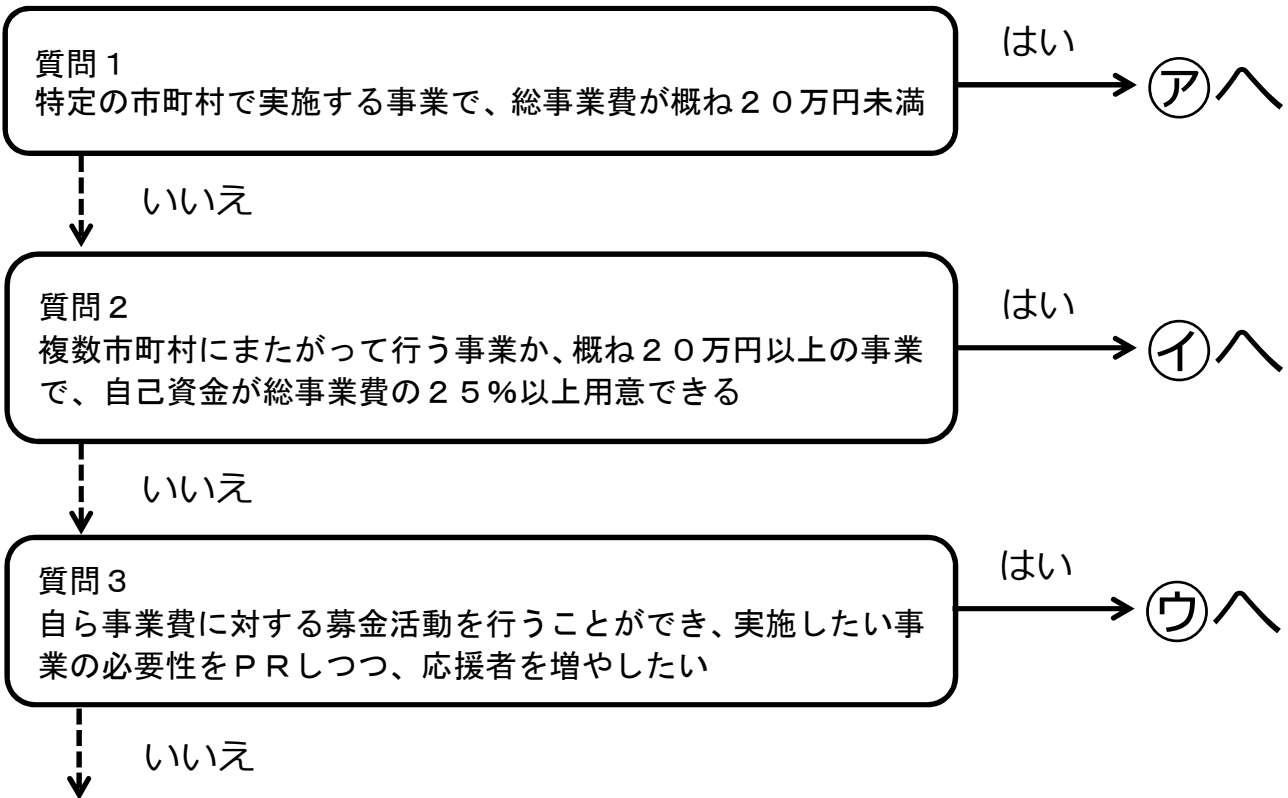 質問１
特定の市町村で実施する事業で、総事業費が概ね２０万円未満
はい
㋐へ
いいえ
質問２
複数市町村にまたがって行う事業か、概ね２０万円以上の事業
で、自己資金が総事業費の２５％以上用意できる
はい
㋑へ
いいえ
質問３
自ら事業費に対する募金活動を行うことができ、実施したい事
業の必要性をＰＲしつつ、応援者を増やしたい
はい
㋒へ
いいえ